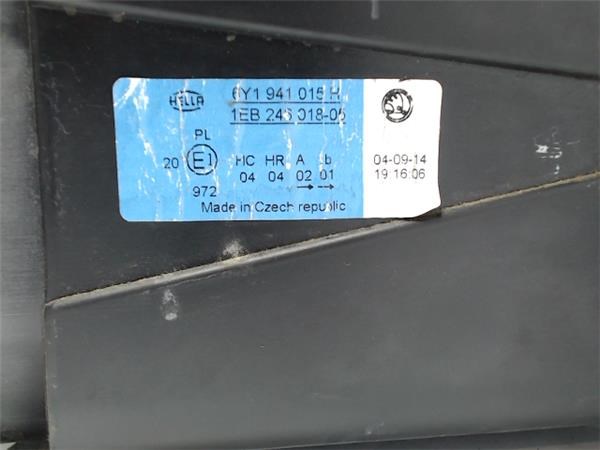 HELLA
6Y1 941 015 H
1EB 246 018-05
PL
20 E1 HC HR A 1b
04 04 02 01
972
Made in Czech republic
04-09-14
19:16:06